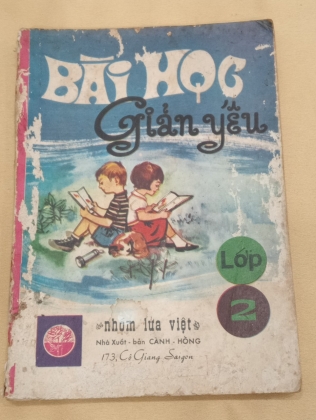 BÀI HỌC
Giản yếu
Lớp
2
nhóm lửa việt
Nhà Xuất-bản CÀNH-HỒNG
173, Cô Giang Saigon